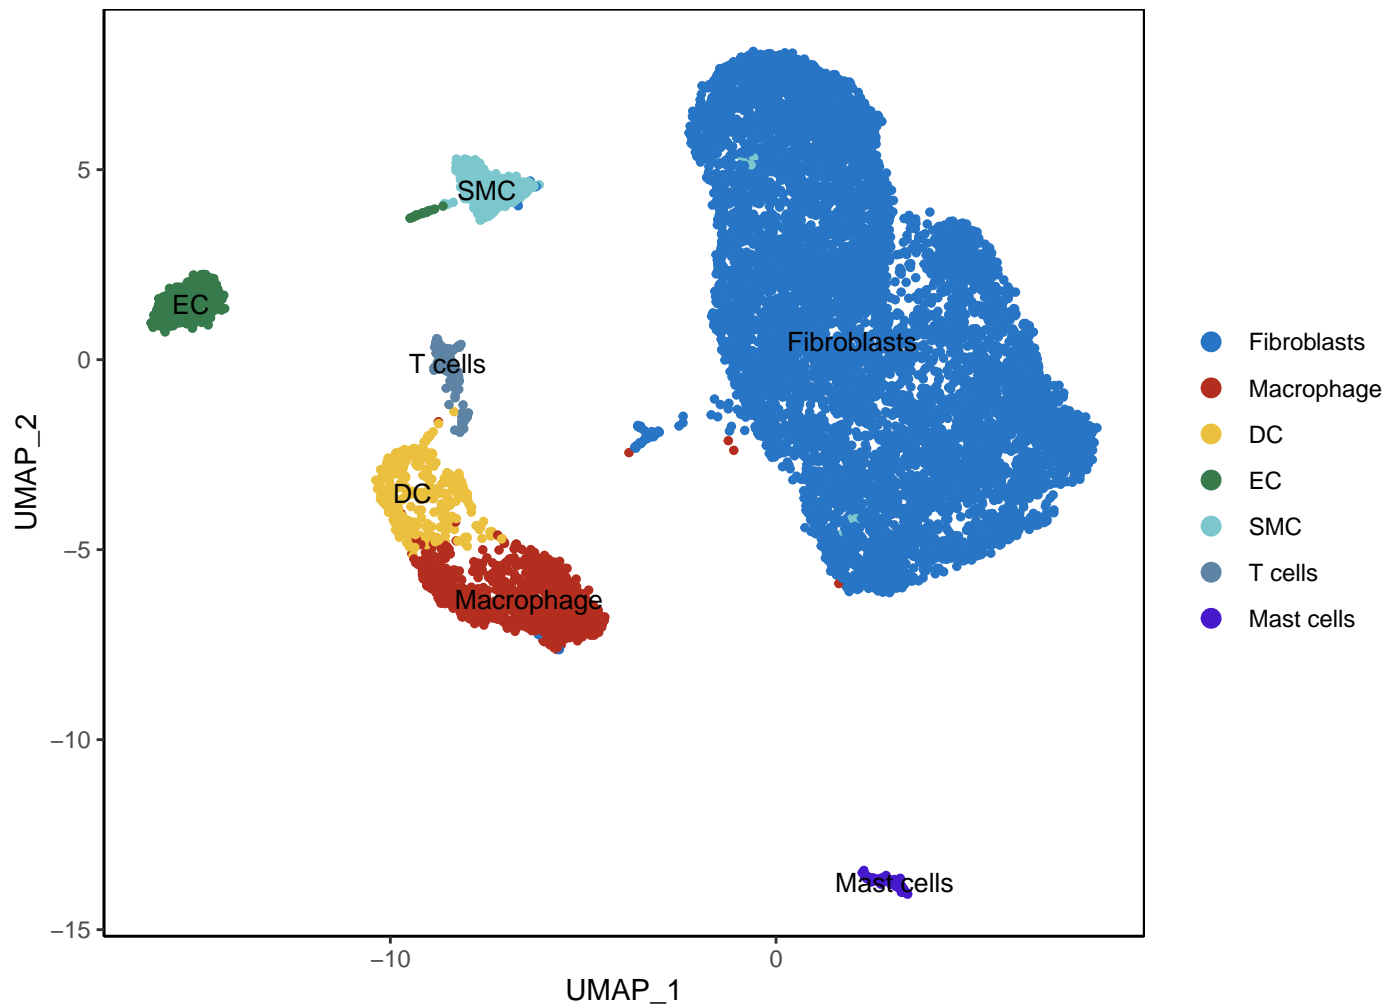 5
0
−5
−10
−15
−10
0
UMAP_1
UMAP_2
SMC
EC
T cells
Fibroblasts
DC
Macrophage
Mast cells
Fibroblasts
Macrophage
DC
EC
SMC
T cells
Mast cells